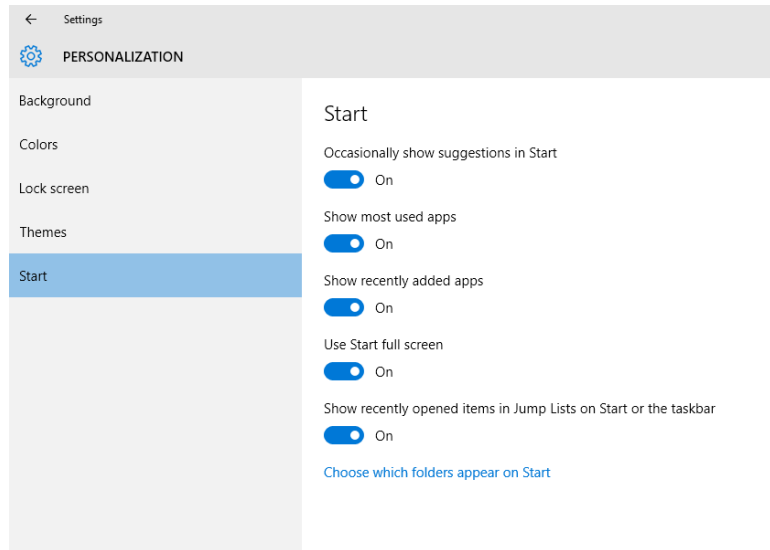 Settings
PERSONALIZATION
Background
Colors
Lock screen
Themes
Start
Start
Occasionally show suggestions in Start
On
Show most used apps
On
Show recently added apps
On
Use Start full screen
On
Show recently opened items in Jump Lists on Start or the taskbar
On
Choose which folders appear on Start